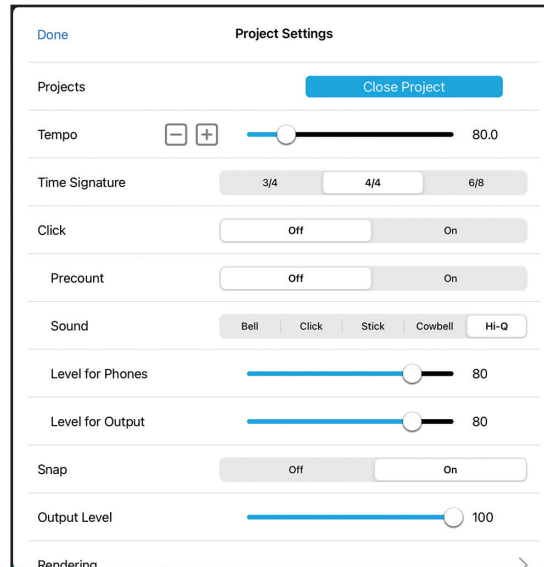 Done Project Settings
Projects Close Project
Tempo − + 80.0
Time Signature 3/4 4/4 6/8
Click Off On
Precount Off On
Sound Bell Click Stick Cowbell Hi-Q
Level for Phones 80
Level for Output 80
Snap Off On
Output Level 100
Rendering